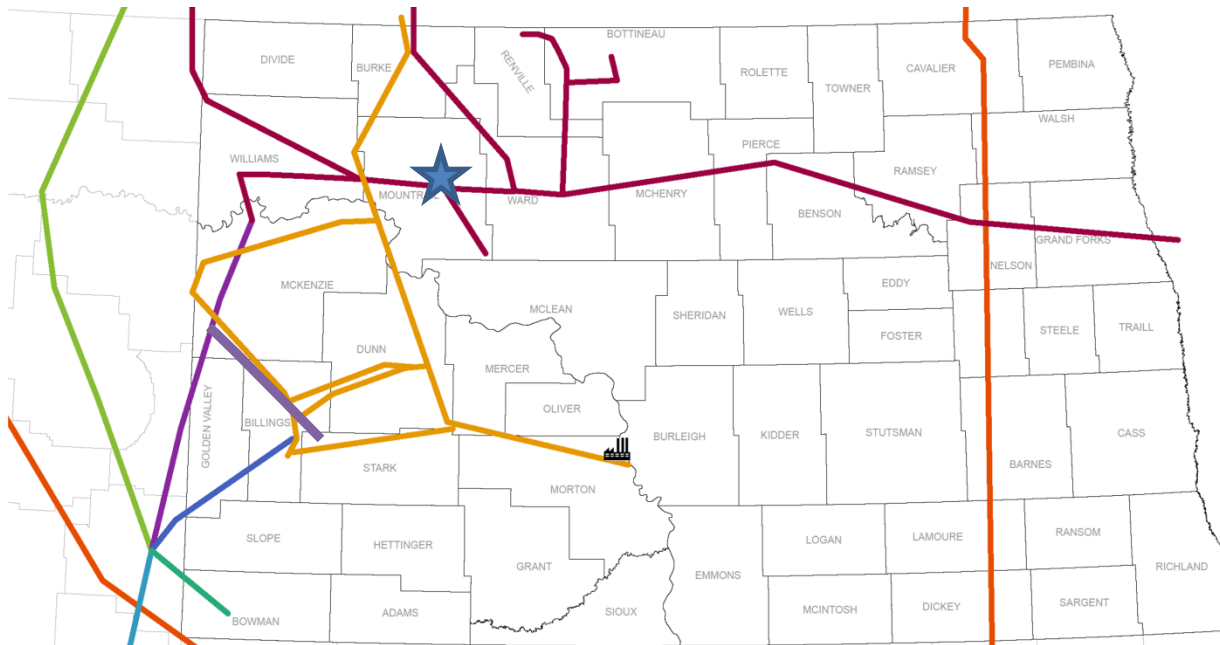 DIVIDE
BURKE
RENVILLE
BOTTINEAU
ROLETTE
TOWNER
CAVALIER
PEMBINA
WALSH
WILLIAMS
MOUNTR
WARD
MCHENRY
PIERCE
BENSON
RAMSEY
GRAND FORKS
NELSON
MCKENZIE
DUNN
MCLEAN
MERCER
OLIVER
SHERIDAN
WELLS
EDDY
FOSTER
STEELE
TRAILL
GOLDEN VALLEY
BILLINGS
STARK
MORTON
BURLEIGH
KIDDER
STUTSMAN
BARNES
CASS
SLOPE
HETTINGER
GRANT
BOWMAN
ADAMS
SIOUX
EMMONS
LOGAN
LAMOURE
RANSOM
RICHLAND
MCINTOSH
DICKEY
SARGENT